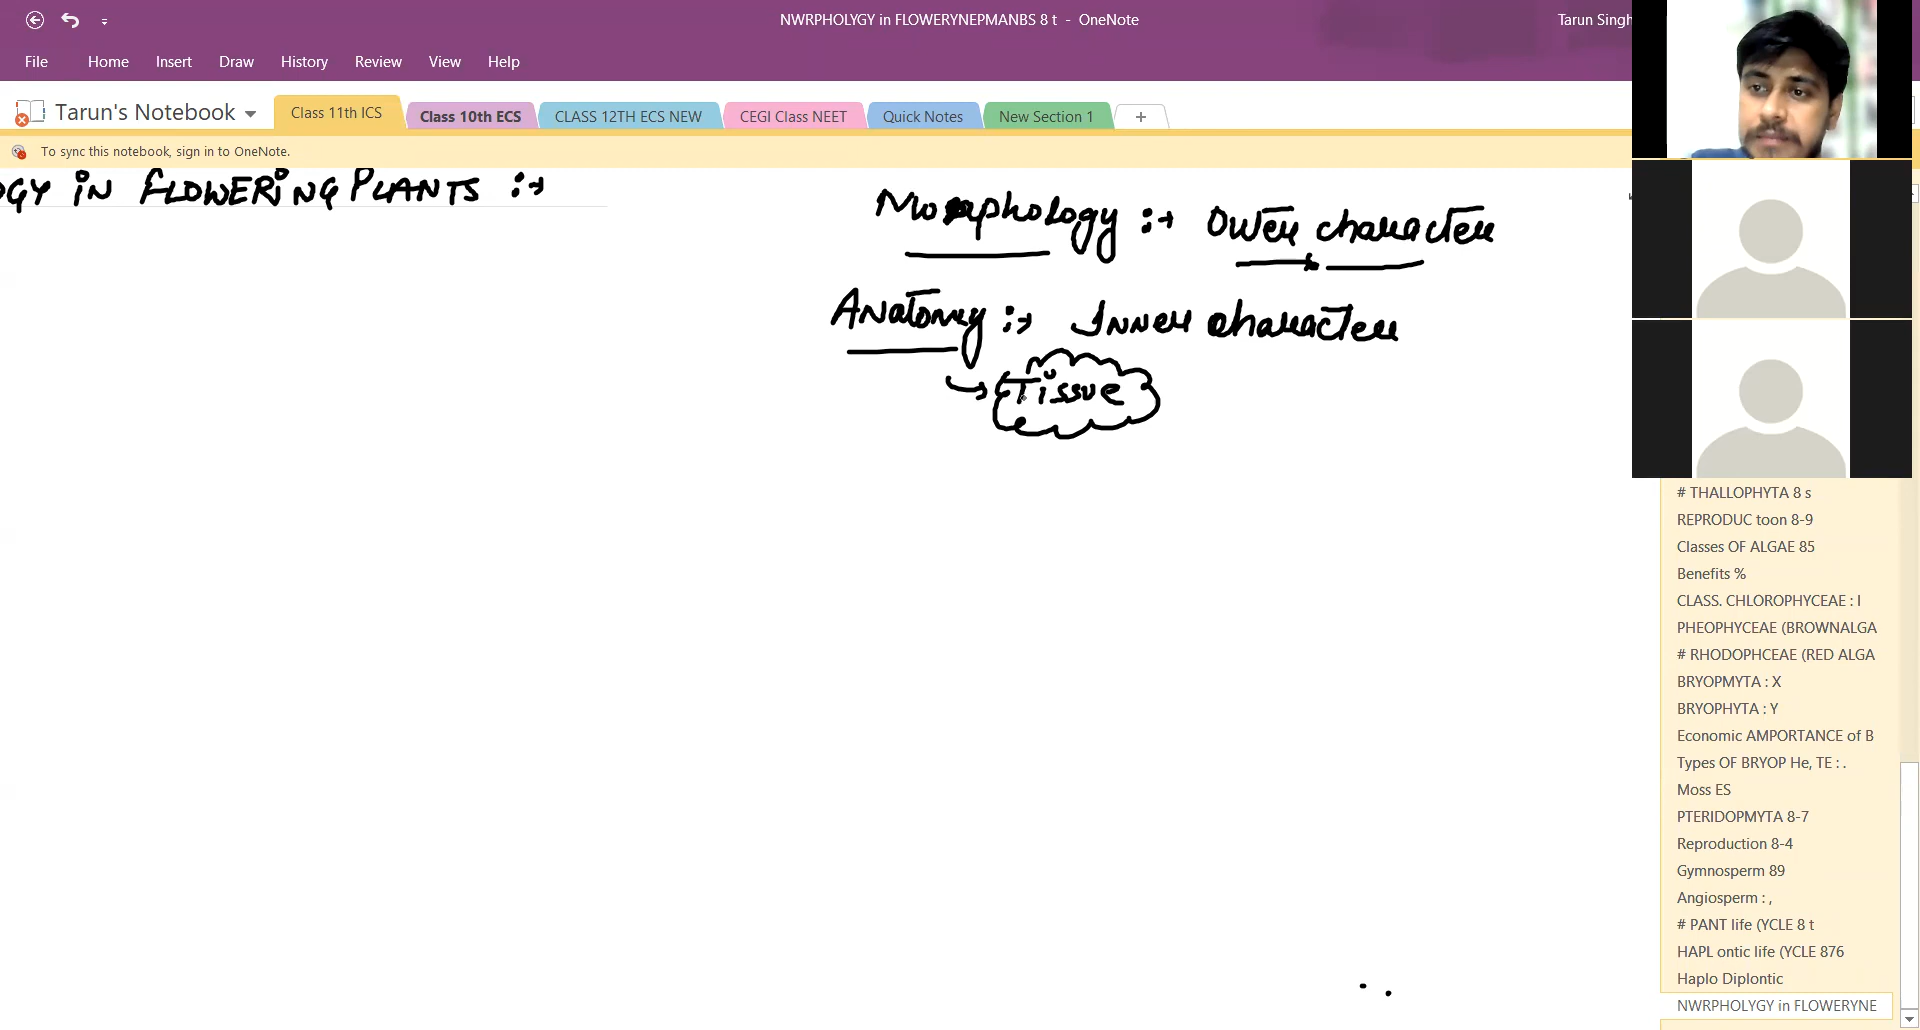 NWRPHOLYGY in FLOWERYNEPMANBS 8 t - OneNote
Tarun Singh
File Home Insert Draw History Review View Help
Tarun's Notebook
Class 11th ICS
Class 10th ECS
CLASS 12TH ECS NEW
CEGI Class NEET
Quick Notes
New Section 1
+
To sync this notebook, sign in to OneNote.
OGY in FLOWERING PLANTS :→
Morphology :→ Outer character
Anatomy :→ Inner character
→ Tissue
# THALLOPHYTA 8 s
REPRODUC toon 8-9
Classes OF ALGAE 85
Benefits %
CLASS. CHLOROPHYCEAE : I
PHEOPHYCEAE (BROWNALGA
# RHODOPHCEAE (RED ALGA
BRYOPMYTA : X
BRYOPHYTA : Y
Economic AMPORTANCE of B
Types OF BRYOP He, TE : .
Moss ES
PTERIDOPMYTA 8-7
Reproduction 8-4
Gymnosperm 89
Angiosperm : ,
# PANT life (YCLE 8 t
HAPL ontic life (YCLE 876
Haplo Diplontic
NWRPHOLYGY in FLOWERYNE